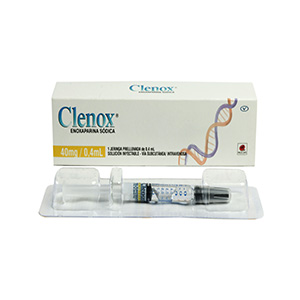 Clenox®
ENOXAPARINA SÓDICA
40mg / 0,4mL
1 JERINGA PRELLENADA de 0.4 mL
SOLUCIÓN INYECTABLE - VÍA SUBCUTÁNEA / INTRAVENOSA